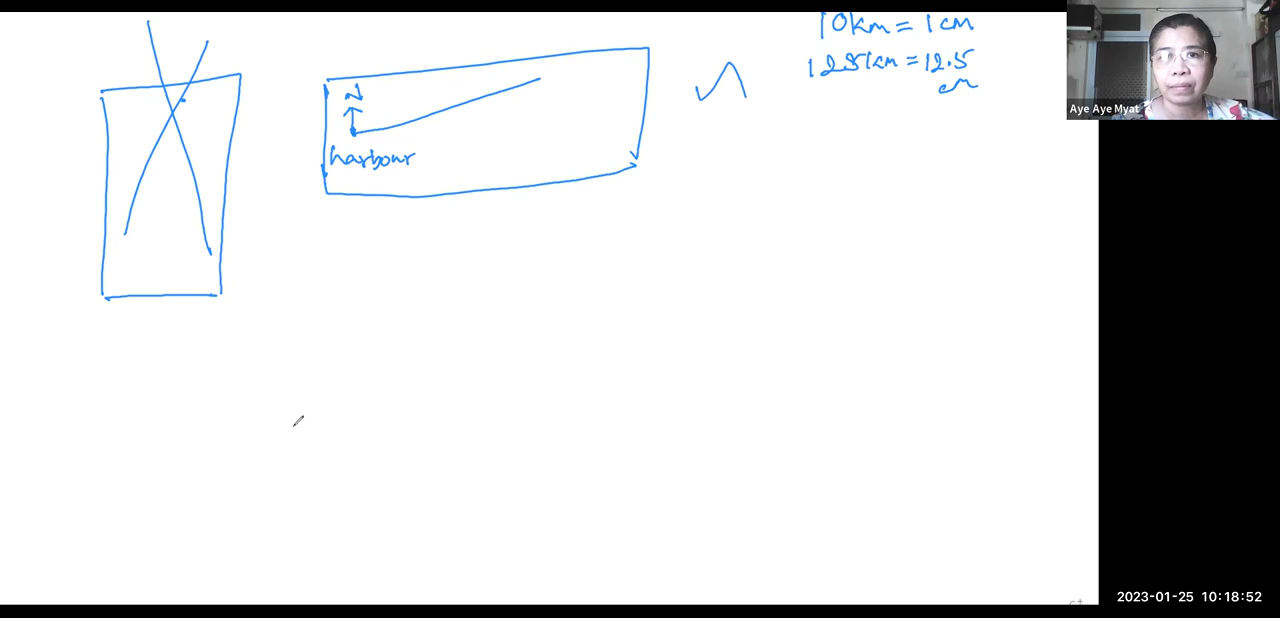 10km = 1cm
125km = 12.5
cm
N
harbour
Aye Aye Myat
2023-01-25 10:18:52